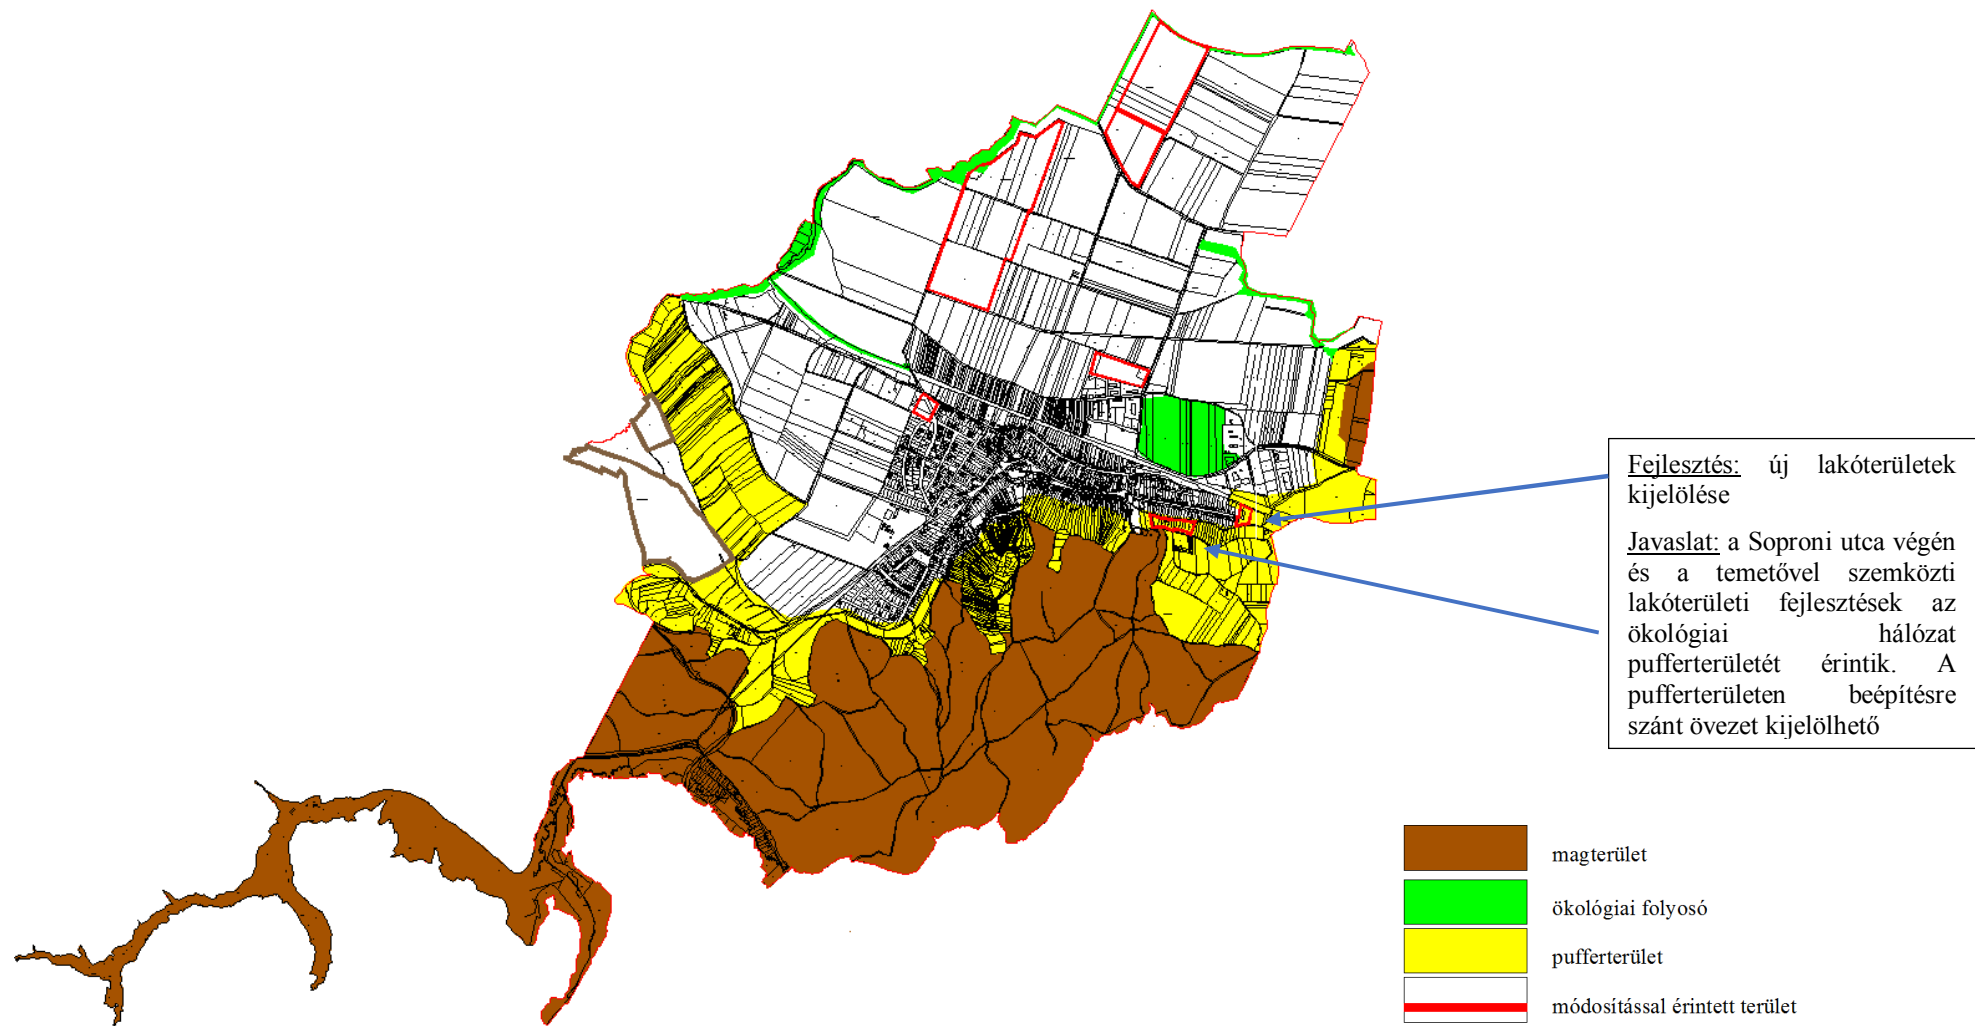 Fejlesztés: új lakóterületek
kijelölése
Javaslat: a Soproni utca végén
és a temetővel szemközti
lakóterületi fejlesztések az
ökológiai hálózat
pufferterületét érintik. A
pufferterületen beépítésre
szánt övezet kijelölhető
magterület
ökológiai folyosó
pufferterület
módosítással érintett terület